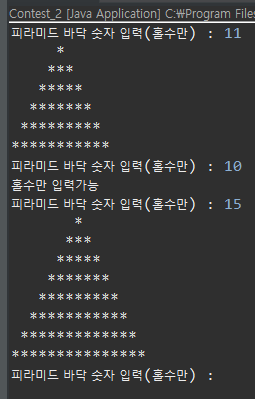 Contest_2 [Java Application] C:₩Program Files
피라미드 바닥 숫자 입력(홀수만) : 11
     *
    ***
   *****
  *******
 *********
***********
피라미드 바닥 숫자 입력(홀수만) : 10
홀수만 입력가능
피라미드 바닥 숫자 입력(홀수만) : 15
       *
      ***
     *****
    *******
   *********
  ***********
 *************
***************
피라미드 바닥 숫자 입력(홀수만) :